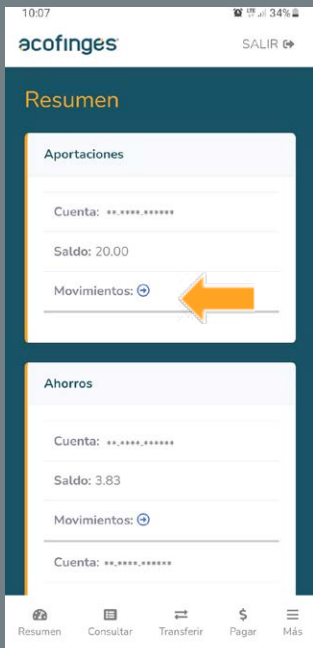 10:07 34%
acofinges SALIR
Resumen
Aportaciones
Cuenta: **.****.******
Saldo: 20.00
Movimientos:
Ahorros
Cuenta: **.****.******
Saldo: 3.83
Movimientos:
Cuenta: **.****.******
Resumen Consultar Transferir Pagar Más